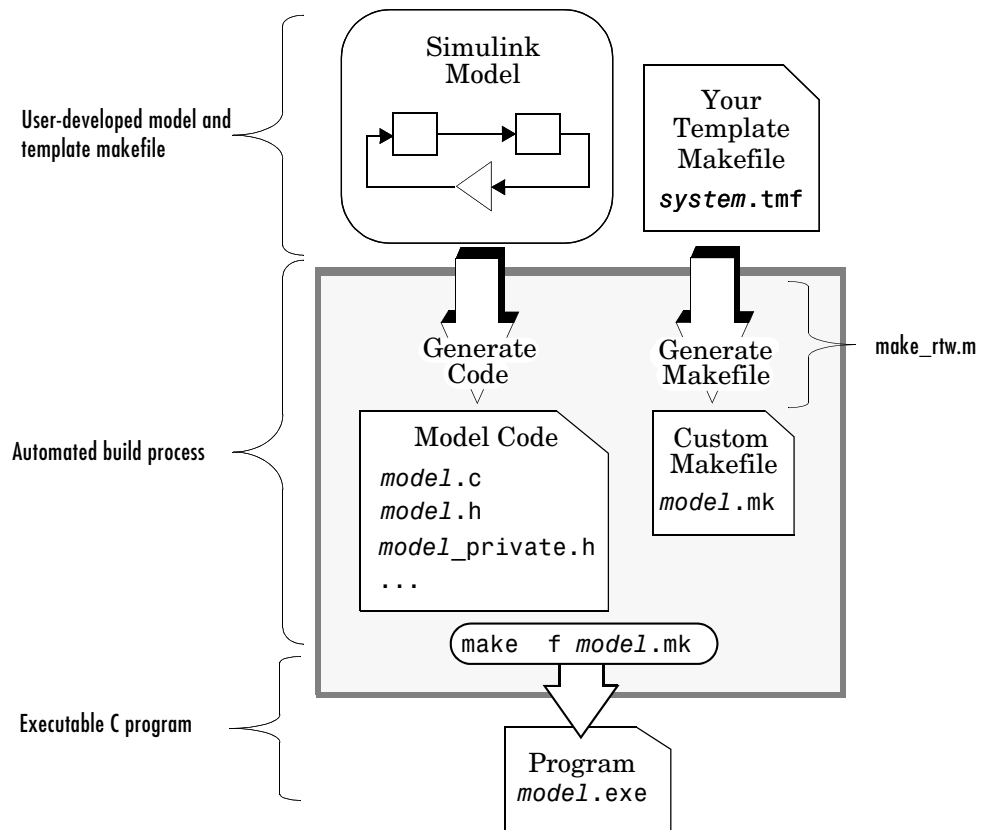 User-developed model and
template makefile
Simulink
Model
Your
Template
Makefile
system.tmf
Generate
Code
Generate
Makefile
make_rtw.m
Automated build process
Model Code
model.c
model.h
model_private.h
...
Custom
Makefile
model.mk
make  f model.mk
Executable C program
Program
model.exe